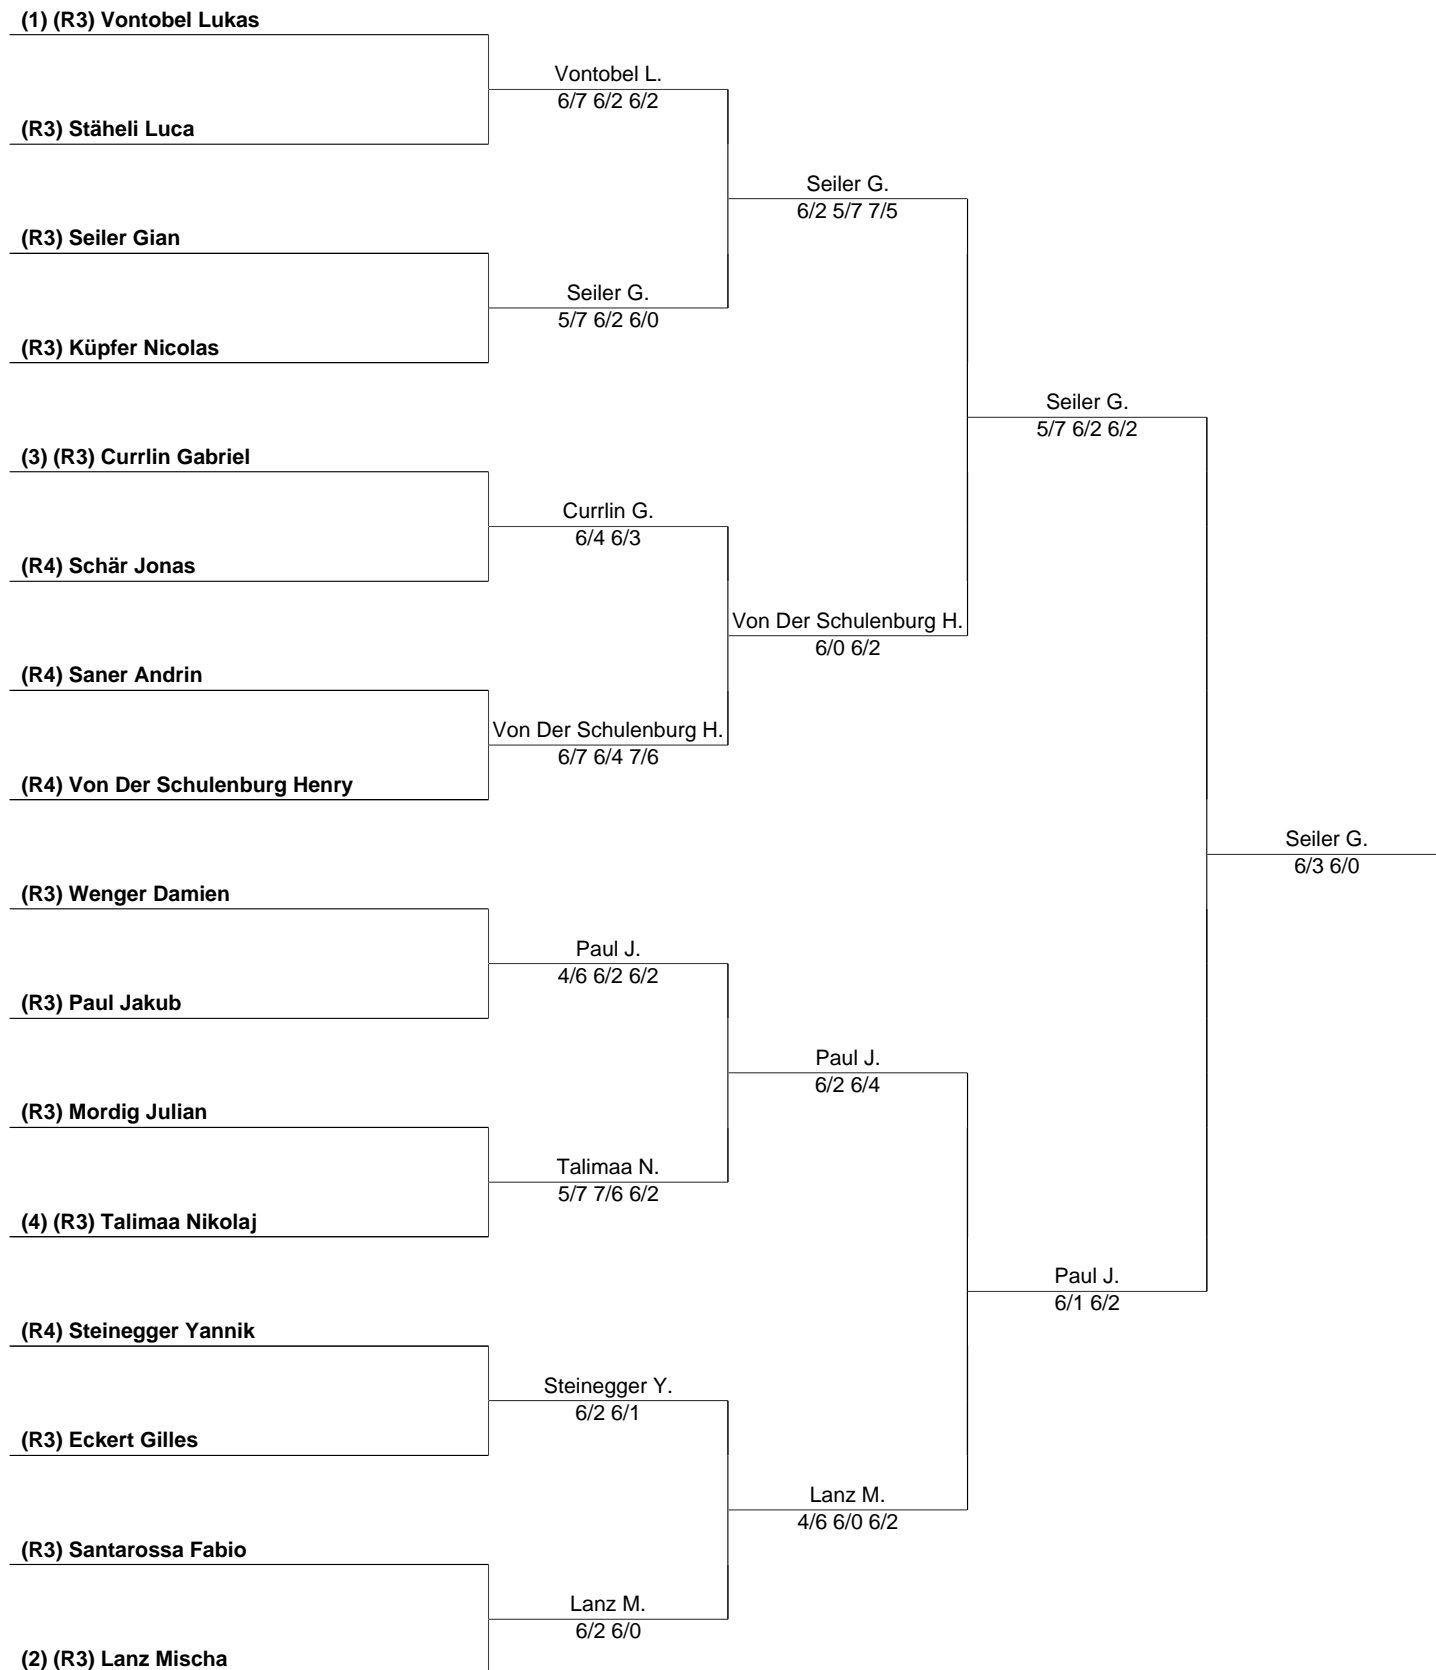 (1) (R3) Vontobel Lukas
Vontobel L.
6/7 6/2 6/2
(R3) Stäheli Luca
Seiler G.
6/2 5/7 7/5
(R3) Seiler Gian
Seiler G.
5/7 6/2 6/0
(R3) Küpfer Nicolas
Seiler G.
5/7 6/2 6/2
(3) (R3) Currlin Gabriel
Currlin G.
6/4 6/3
(R4) Schär Jonas
Von Der Schulenburg H.
6/0 6/2
(R4) Saner Andrin
Von Der Schulenburg H.
6/7 6/4 7/6
(R4) Von Der Schulenburg Henry
Seiler G.
6/3 6/0
(R3) Wenger Damien
Paul J.
4/6 6/2 6/2
(R3) Paul Jakub
Paul J.
6/2 6/4
(R3) Mordig Julian
Talimaa N.
5/7 7/6 6/2
(4) (R3) Talimaa Nikolaj
Paul J.
6/1 6/2
(R4) Steinegger Yannik
Steinegger Y.
6/2 6/1
(R3) Eckert Gilles
Lanz M.
4/6 6/0 6/2
(R3) Santarossa Fabio
Lanz M.
6/2 6/0
(2) (R3) Lanz Mischa